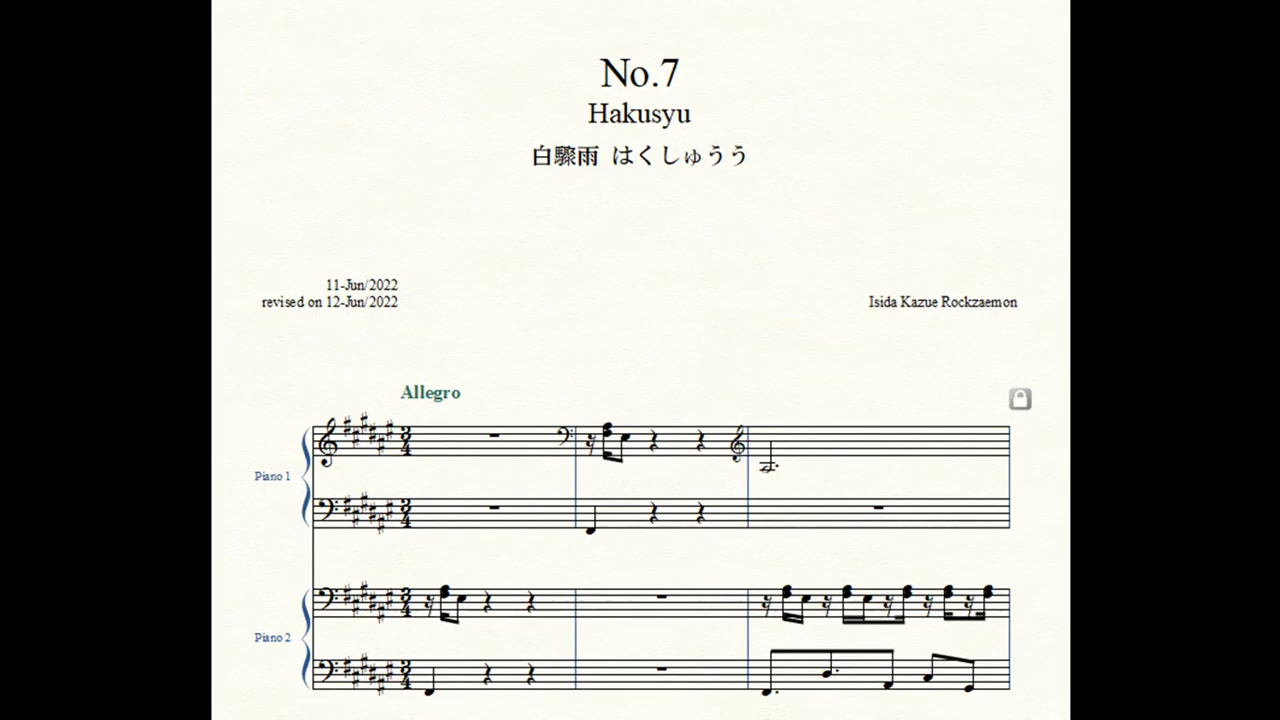 No.7
Hakusyu
白驟雨 はくしゅうう
11-Jun/2022
revised on 12-Jun/2022
Isida Kazue Rockzaemon
Allegro
Piano 1
Piano 2